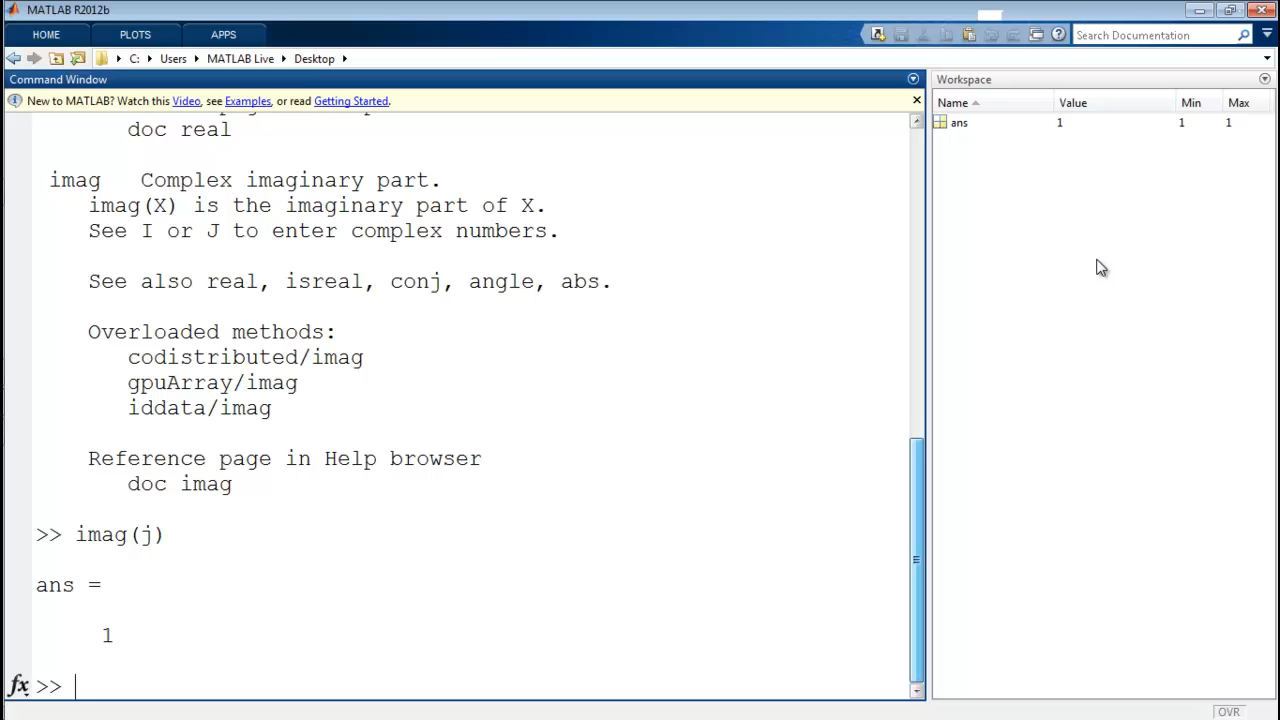 MATLAB R2012b
HOME PLOTS APPS
Search Documentation
C: Users MATLAB Live Desktop
Command Window
New to MATLAB? Watch this Video, see Examples, or read Getting Started.
doc real
imag Complex imaginary part.
imag(X) is the imaginary part of X.
See I or J to enter complex numbers.
See also real, isreal, conj, angle, abs.
Overloaded methods:
codistributed/imag
gpuArray/imag
iddata/imag
Reference page in Help browser
doc imag
>> imag(j)
ans =
1
fx >>
Workspace
Name Value Min Max
ans 1 1 1
OVR